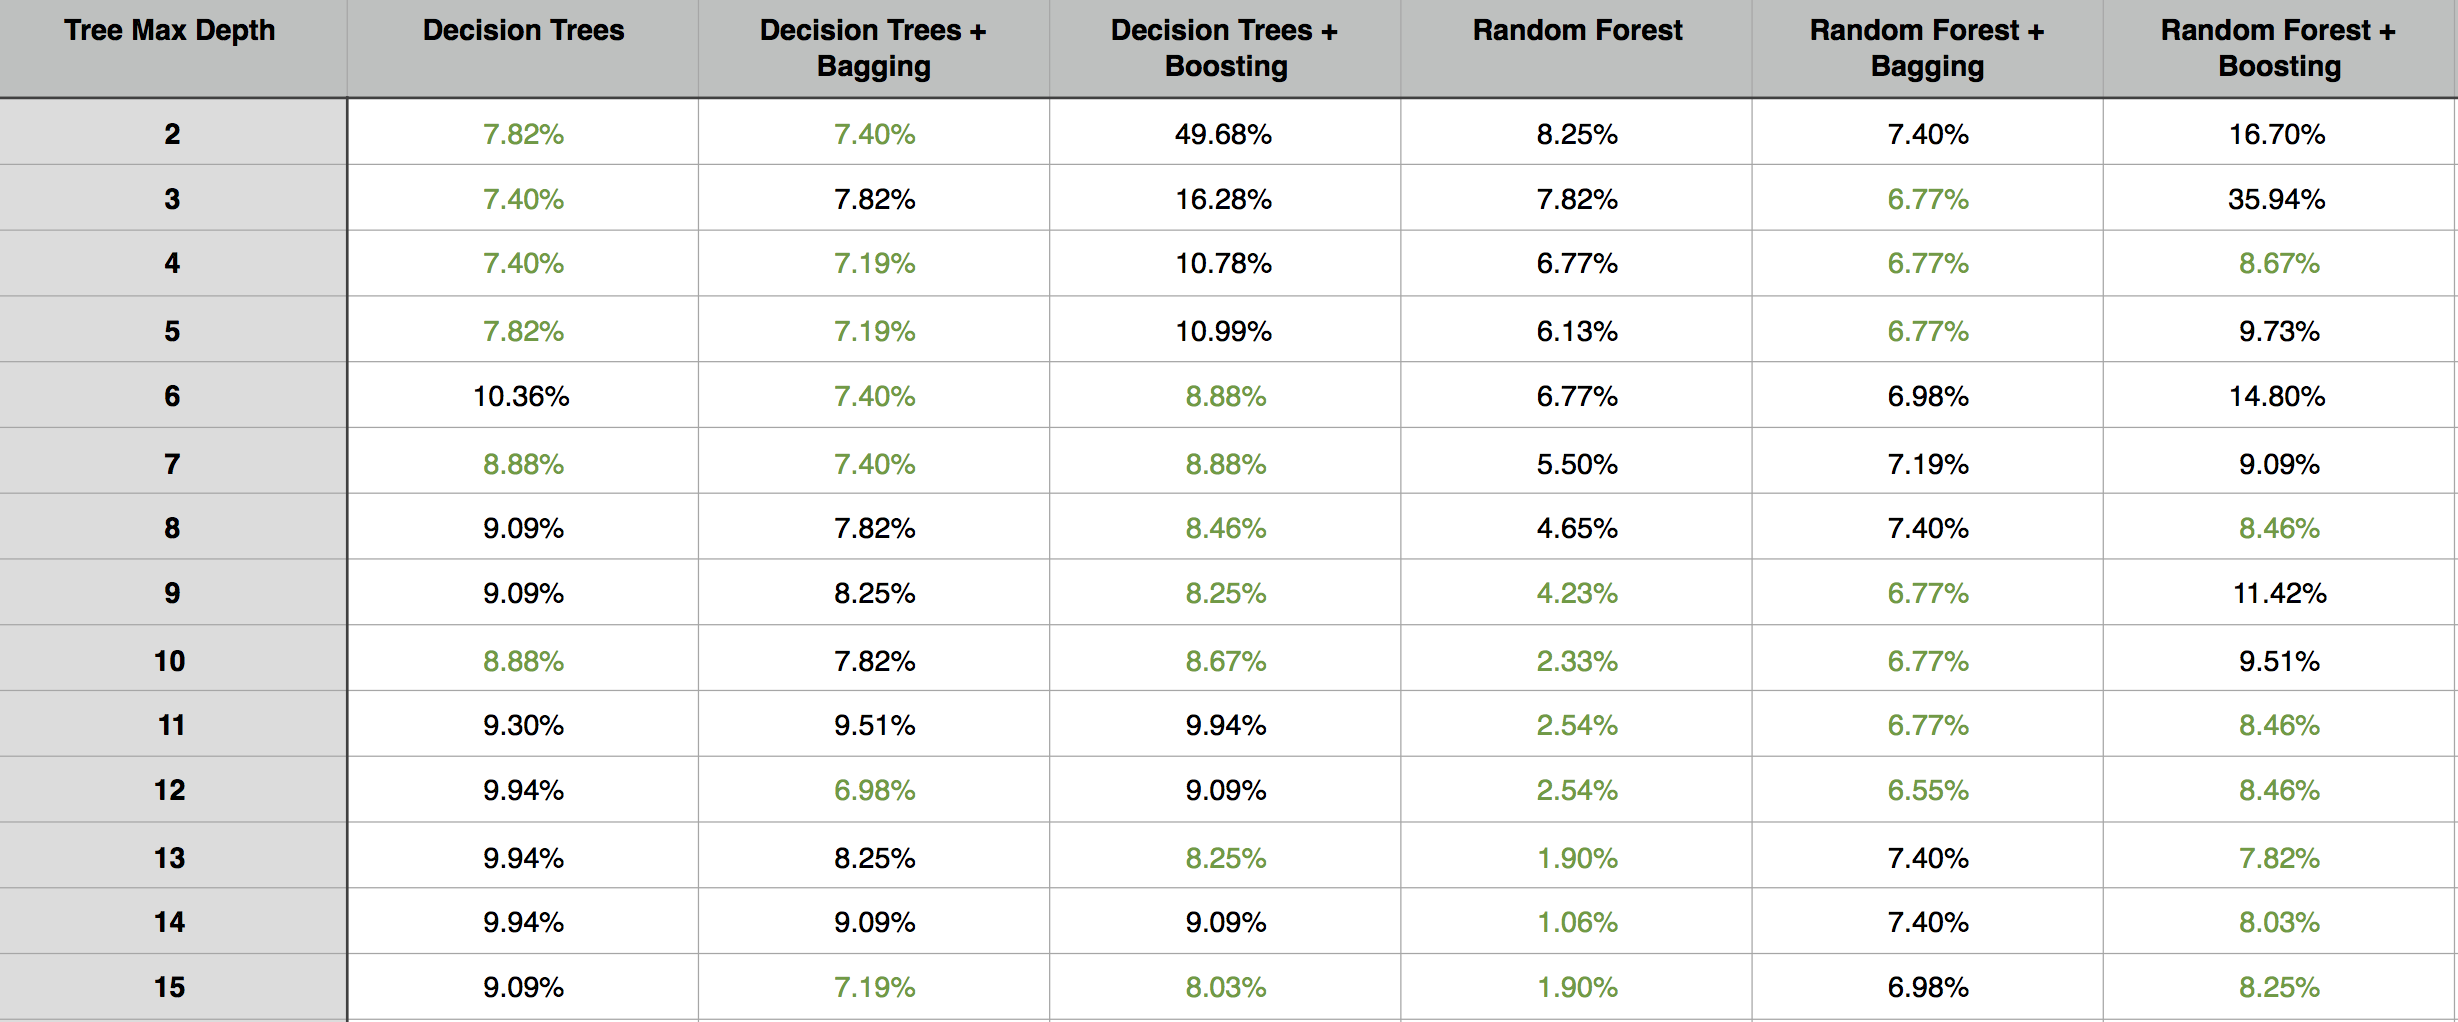 Tree Max Depth Decision Trees Decision Trees + Bagging Decision Trees + Boosting Random Forest Random Forest + Bagging Random Forest + Boosting
2 7.82% 7.40% 49.68% 8.25% 7.40% 16.70%
3 7.40% 7.82% 16.28% 7.82% 6.77% 35.94%
4 7.40% 7.19% 10.78% 6.77% 6.77% 8.67%
5 7.82% 7.19% 10.99% 6.13% 6.77% 9.73%
6 10.36% 7.40% 8.88% 6.77% 6.98% 14.80%
7 8.88% 7.40% 8.88% 5.50% 7.19% 9.09%
8 9.09% 7.82% 8.46% 4.65% 7.40% 8.46%
9 9.09% 8.25% 8.25% 4.23% 6.77% 11.42%
10 8.88% 7.82% 8.67% 2.33% 6.77% 9.51%
11 9.30% 9.51% 9.94% 2.54% 6.77% 8.46%
12 9.94% 6.98% 9.09% 2.54% 6.55% 8.46%
13 9.94% 8.25% 8.25% 1.90% 7.40% 7.82%
14 9.94% 9.09% 9.09% 1.06% 7.40% 8.03%
15 9.09% 7.19% 8.03% 1.90% 6.98% 8.25%